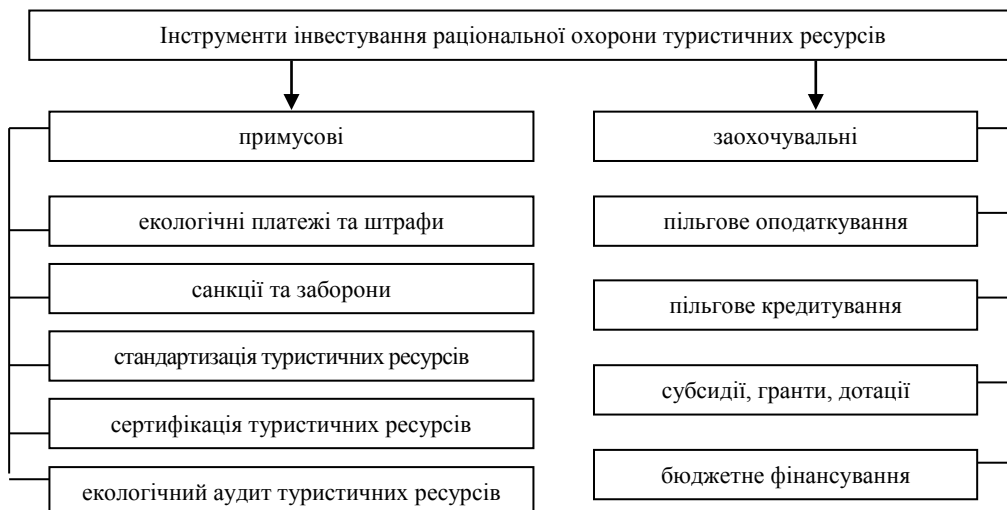 Інструменти інвестування раціональної охорони туристичних ресурсів
примусові
заохочувальні
екологічні платежі та штрафи
пільгове оподаткування
санкції та заборони
пільгове кредитування
стандартизація туристичних ресурсів
субсидії, гранти, дотації
сертифікація туристичних ресурсів
бюджетне фінансування
екологічний аудит туристичних ресурсів